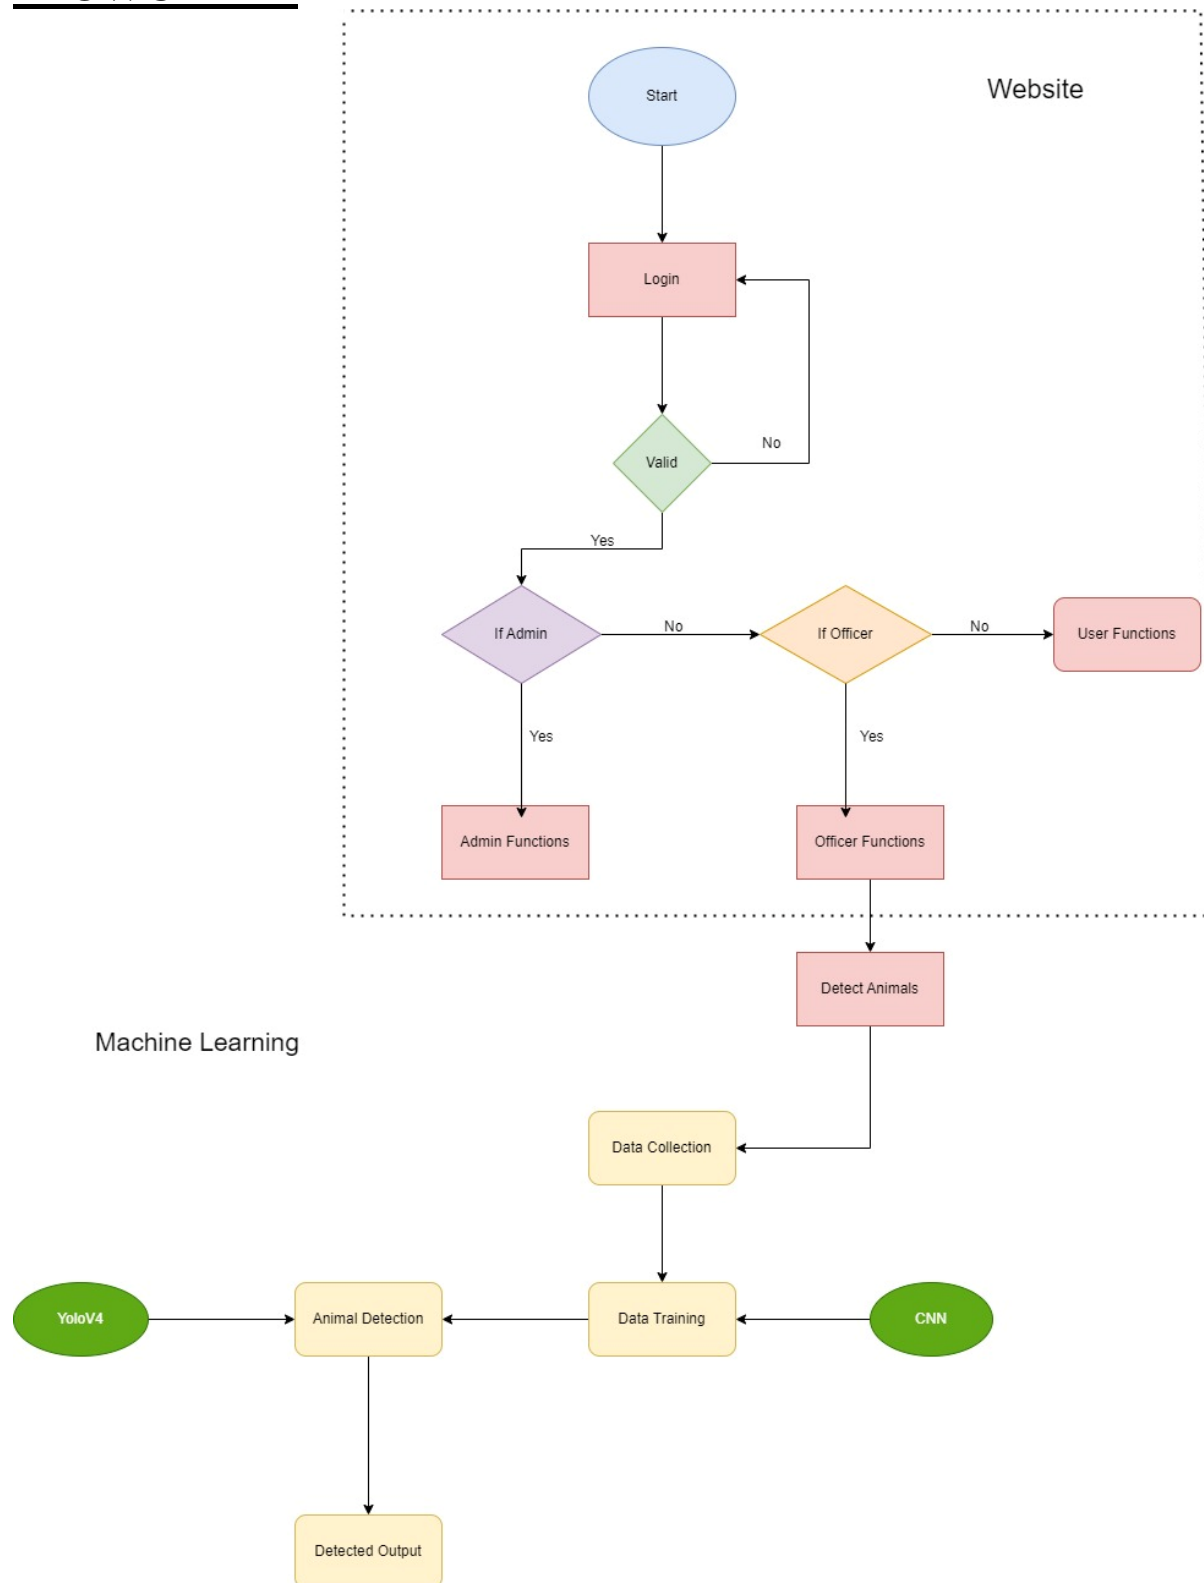 Start
Website
Login
No
Valid
Yes
If Admin
No
If Officer
No
User Functions
Yes
Yes
Admin Functions
Officer Functions
Detect Animals
Machine Learning
Data Collection
YoloV4
Animal Detection
Data Training
CNN
Detected Output